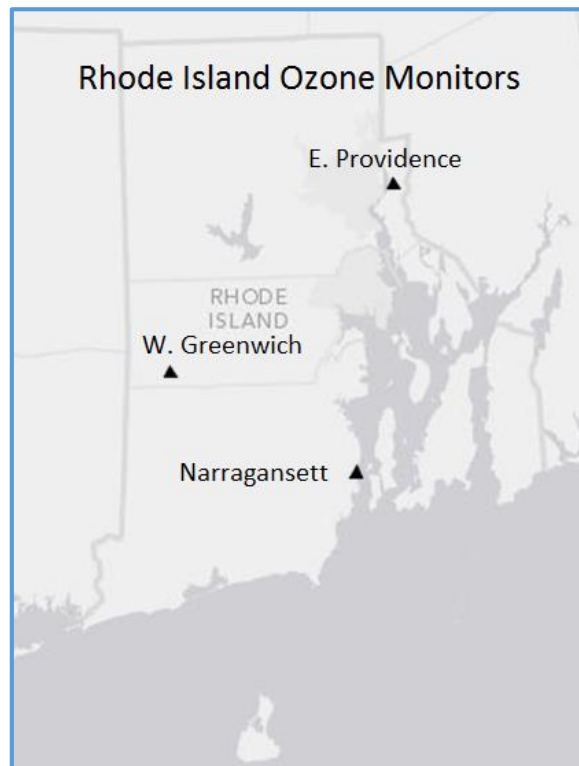 Rhode Island Ozone Monitors
E. Providence
RHODE
ISLAND
W. Greenwich
Narragansett